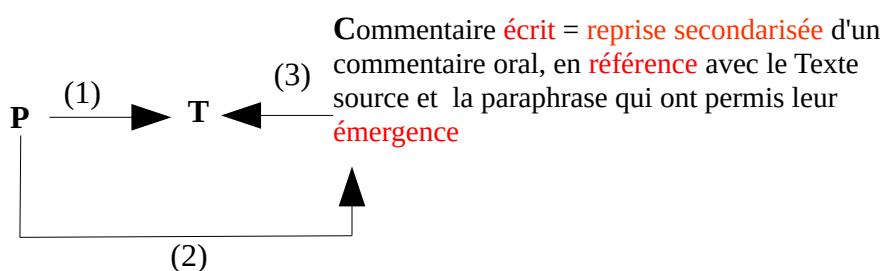 Commentaire écrit = reprise secondarisée d'un
commentaire oral, en référence avec le Texte
source et la paraphrase qui ont permis leur
émergence
(1)
(3)
P
T
(2)